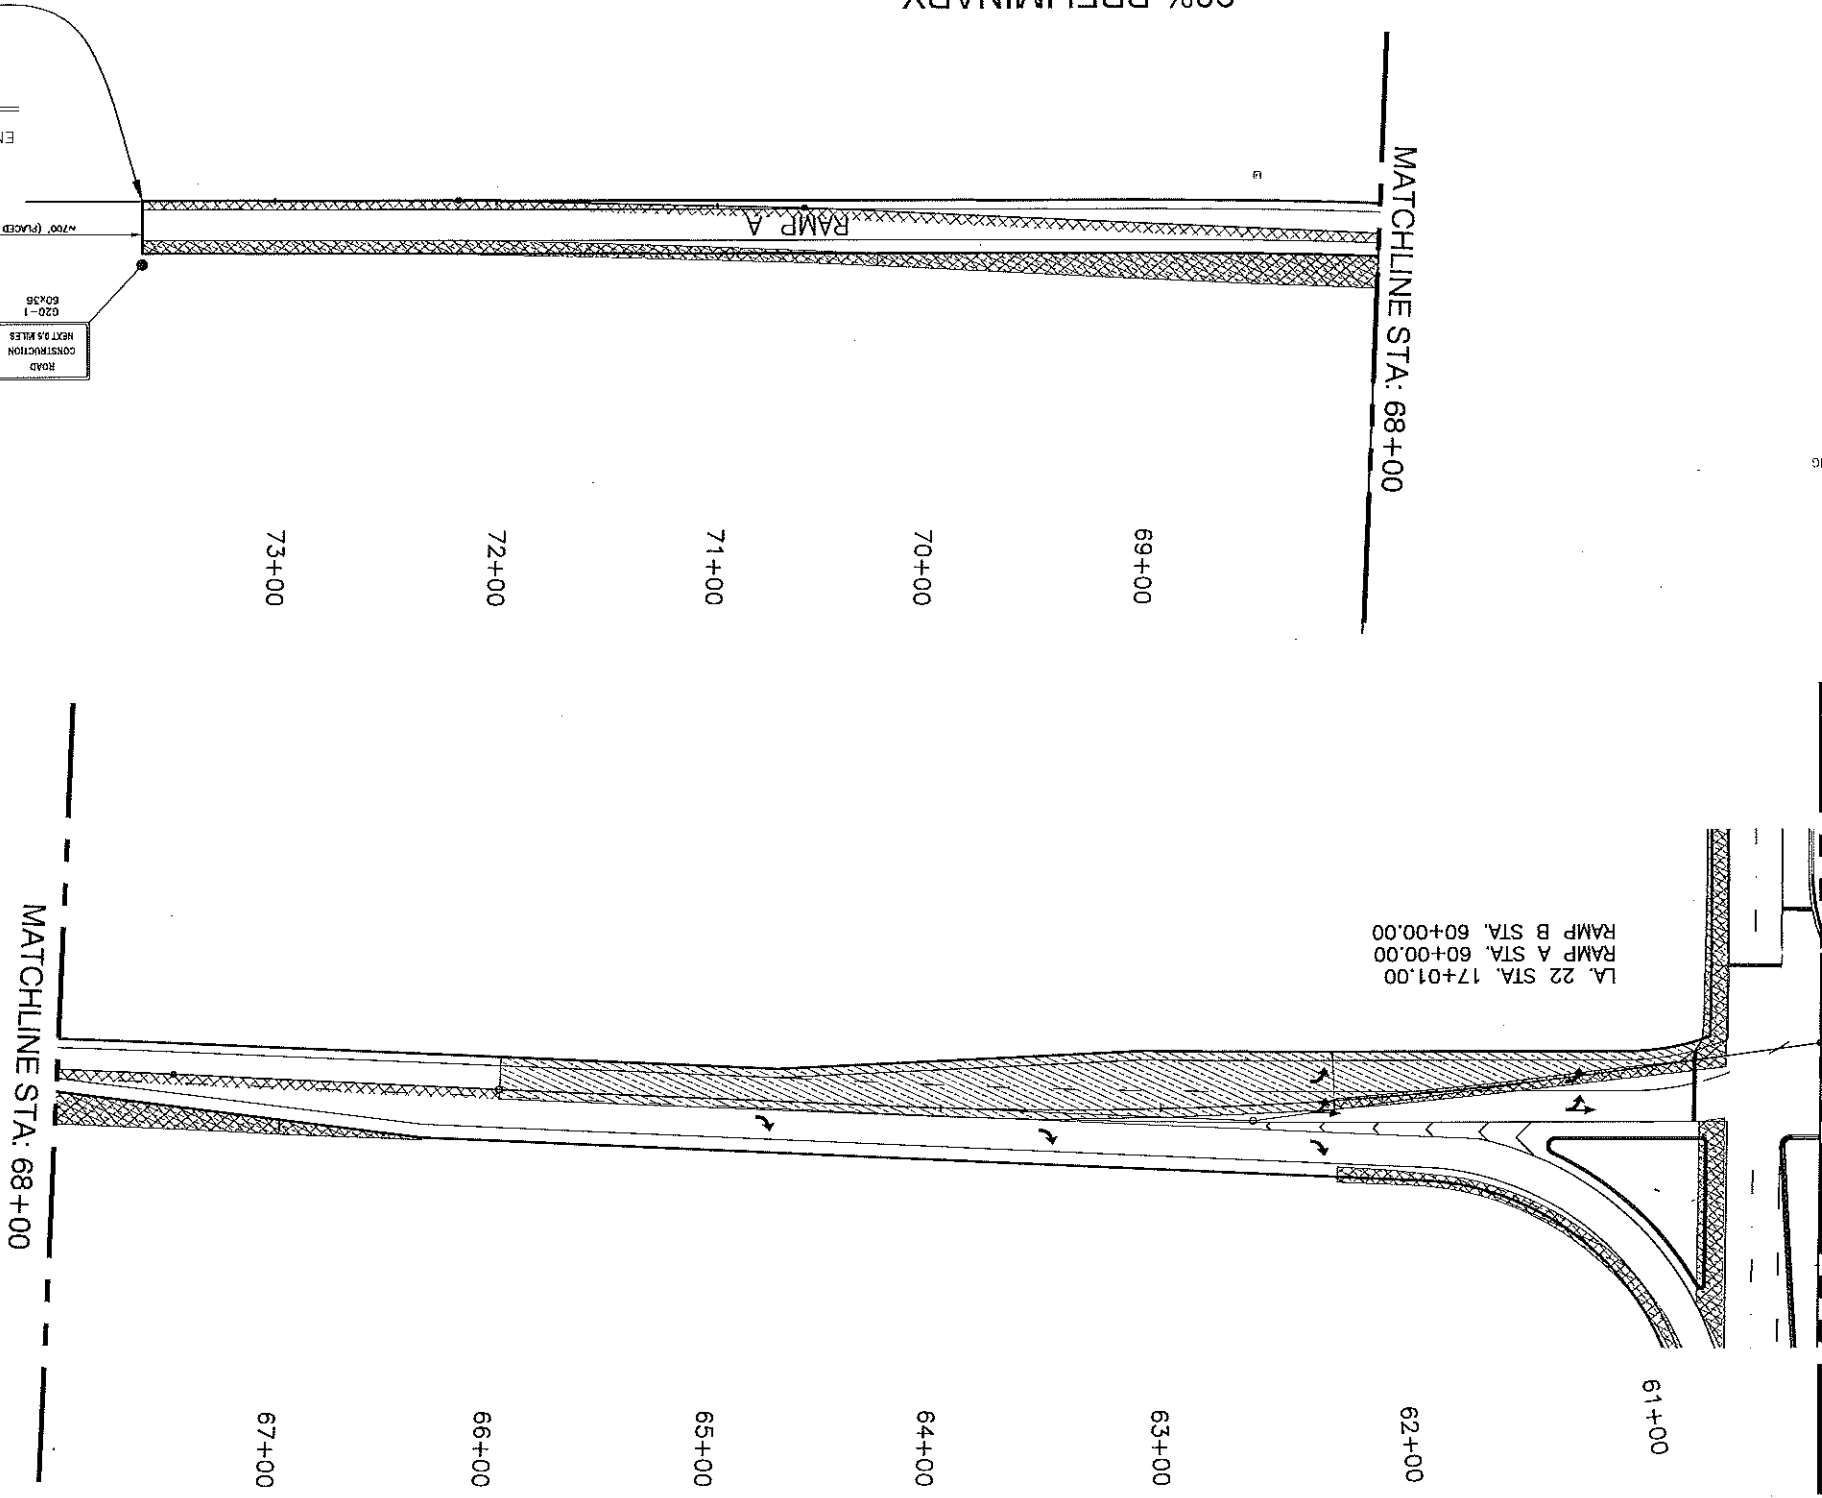 PRELIMINARY
MATCHLINE STA: 68+00
RAMP A
~700' (PLACED
G20-1
60x36
ROAD
CONSTRUCTION
NEXT 0.5 MILES
73+00
72+00
71+00
70+00
69+00
LA. 22 STA. 17+01.00
RAMP A STA. 60+00.00
RAMP B STA. 60+00.00
MATCHLINE STA: 68+00
67+00
66+00
65+00
64+00
63+00
62+00
61+00